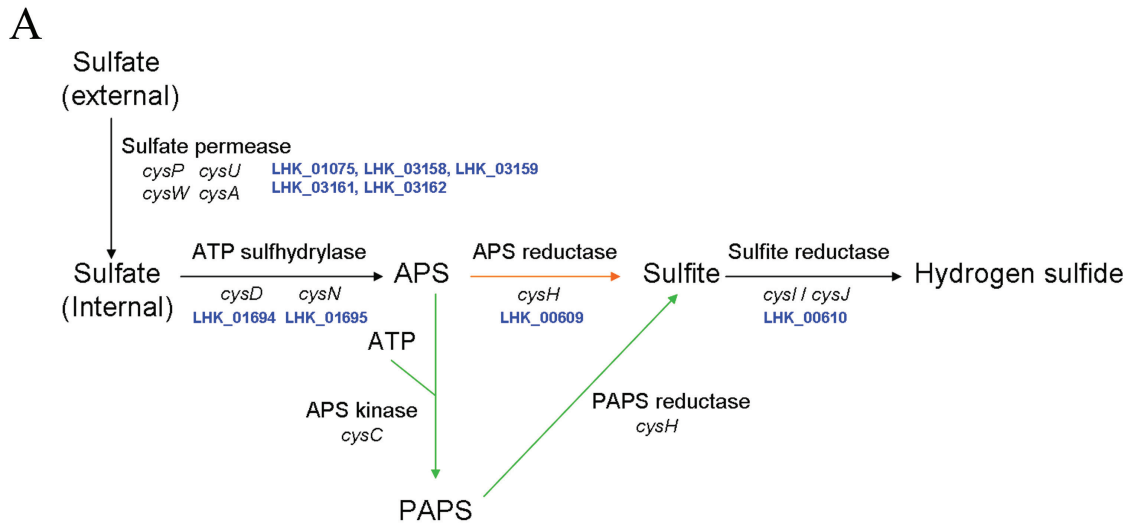 A
Sulfate
(external)
Sulfate permease
cysP cysU LHK_01075, LHK_03158, LHK_03159
cysW cysA LHK_03161, LHK_03162
ATP sulfhydrylase APS reductase Sulfite reductase
Sulfate APS Sulfite Hydrogen sulfide
(Internal) cysD cysN cysH cysI / cysJ
LHK_01694 LHK_01695 LHK_00609 LHK_00610
ATP
APS kinase PAPS reductase
cysC cysH
PAPS